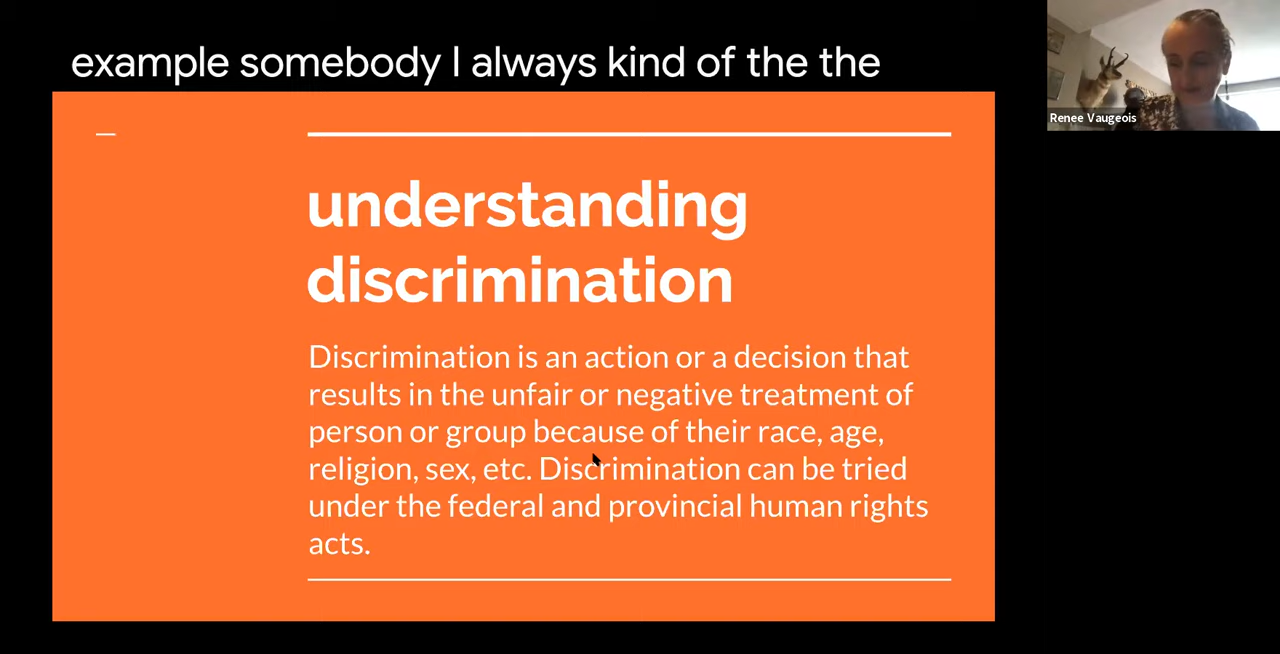 example somebody I always kind of the the
Renee Vaugeois
understanding
discrimination
Discrimination is an action or a decision that
results in the unfair or negative treatment of
person or group because of their race, age,
religion, sex, etc. Discrimination can be tried
under the federal and provincial human rights
acts.